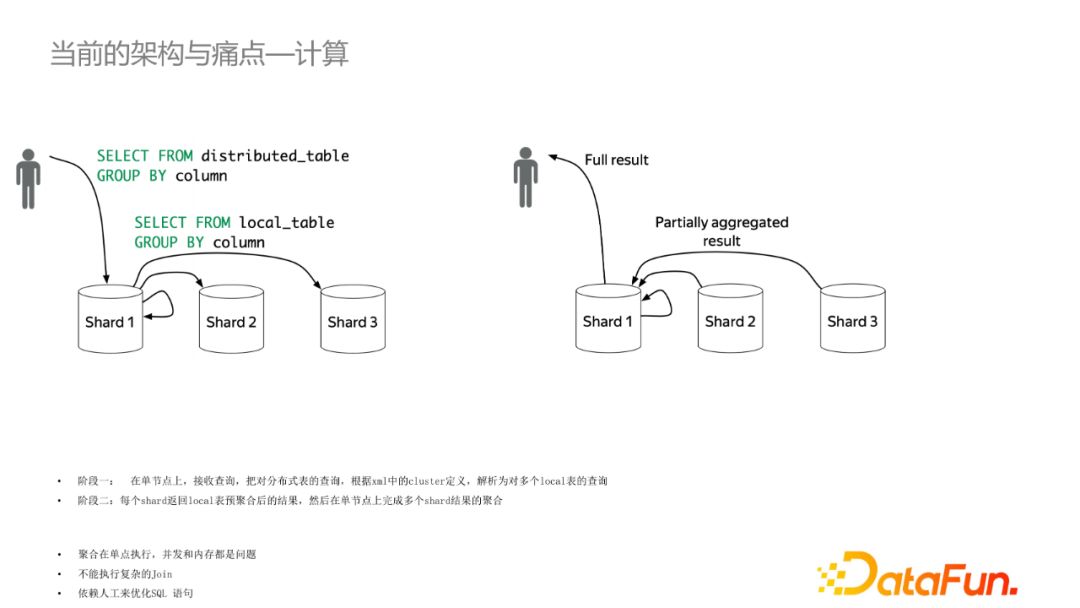 当前的架构与痛点—计算
SELECT FROM distributed_table
GROUP BY column
SELECT FROM local_table
GROUP BY column
Shard 1
Shard 2
Shard 3
Full result
Partially aggregated
result
Shard 1
Shard 2
Shard 3
• 阶段一： 在单节点上，接收查询，把对分布式表的查询，根据xml中的cluster定义，解析为对多个local表的查询
• 阶段二：每个shard返回local表预聚合后的结果，然后在单节点上完成多个shard结果的聚合
• 聚合在单点执行，并发和内存都是问题
• 不能执行复杂的Join
• 依赖人工来优化SQL 语句
DataFun.